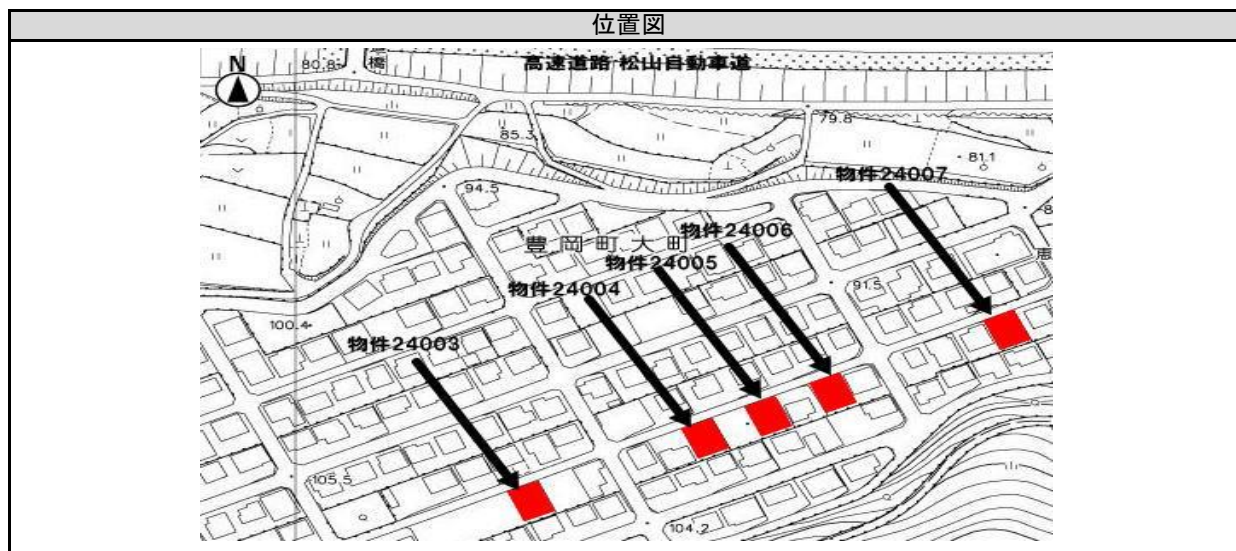 位置図
高速道路 松山自動車道
N
80.8
橋
79.8
85.3
81.1
物件24007
94.5
豊岡町大町
物件24006
物件24005
物件24004
91.5
恵
100.4
物件24003
105.5
104.2